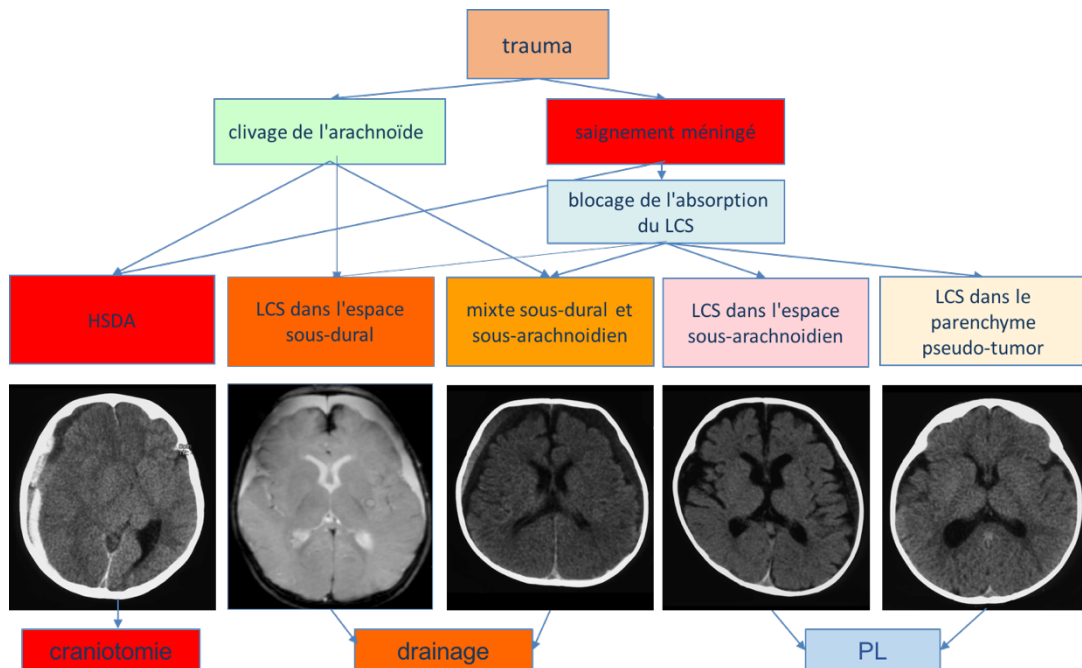 trauma
clivage de l'arachnoïde
saignement méningé
blocage de l'absorption
du LCS
HSDA
LCS dans l'espace
sous-dural
mixte sous-dural et
sous-arachnoidien
LCS dans l'espace
sous-arachnoidien
LCS dans le
parenchyme
pseudo-tumor)
craniotomie
drainage
PL